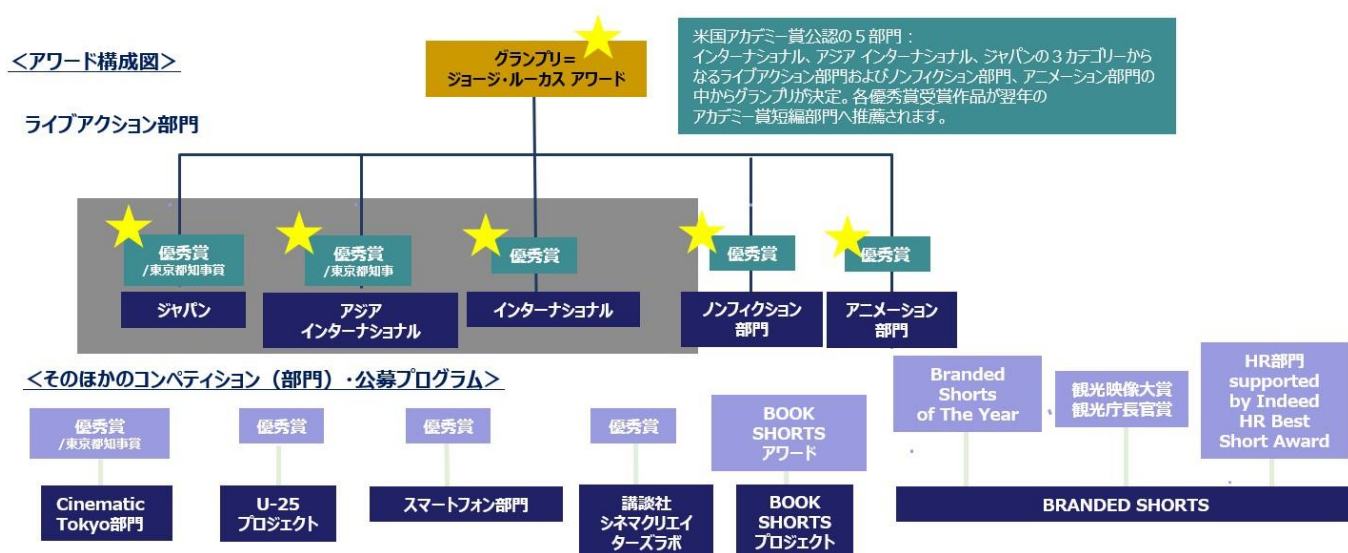 <アワード構成図>
グランプリ=
ジョージ・ルーカス アワード
米国アカデミー賞公認の5部門:
インターナショナル、アジア インターナショナル、ジャパンの3カテゴリーから
なるライブアクション部門およびノンフィクション部門、アニメーション部門の
中からグランプリが決定。各優秀賞受賞作品が翌年の
アカデミー賞短編部門へ推薦されます。
ライブアクション部門
優秀賞
/東京都知事賞
ジャパン
優秀賞
/東京都知事
アジア
インターナショナル
優秀賞
インターナショナル
優秀賞
ノンフィクション
部門
優秀賞
アニメーション
部門
<そのほかのコンペティション(部門)・公募プログラム>
優秀賞
/東京都知事賞
Cinematic
Tokyo部門
優秀賞
U-25
プロジェクト
優秀賞
スマートフォン部門
優秀賞
講談社
シネマクリエイ
ターズラボ
BOOK
SHORTS
アワード
BOOK
SHORTS
プロジェクト
Branded
Shorts
of The Year
観光映像大賞
観光庁長官賞
HR部門
supported
by Indeed
HR Best
Short Award
BRANDED SHORTS